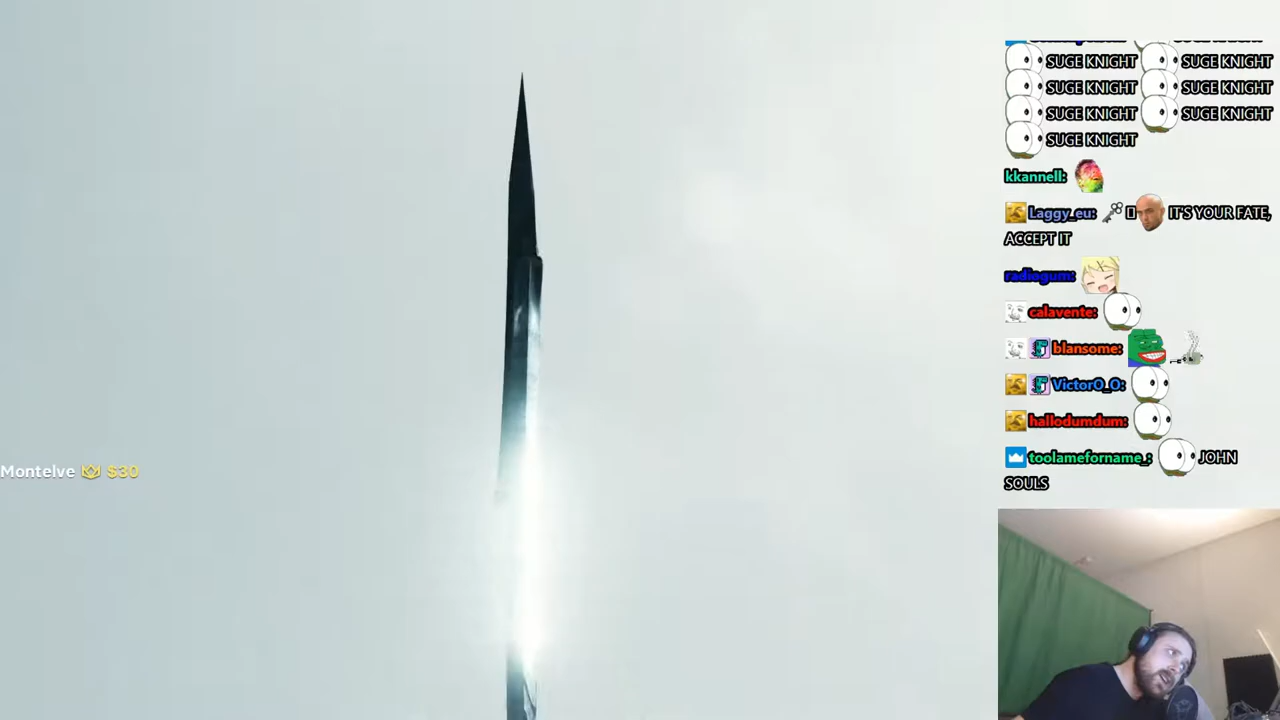 SUGE KNIGHT SUGE KNIGHT
SUGE KNIGHT SUGE KNIGHT
SUGE KNIGHT SUGE KNIGHT
SUGE KNIGHT
kkannell:
Laggy_eu: IT'S YOUR FATE,
ACCEPT IT
radiogum:
calavente:
blansome:
VictorO_O:
hallodumdum:
toolameforname_: JOHN
SOULS
Montelve $30